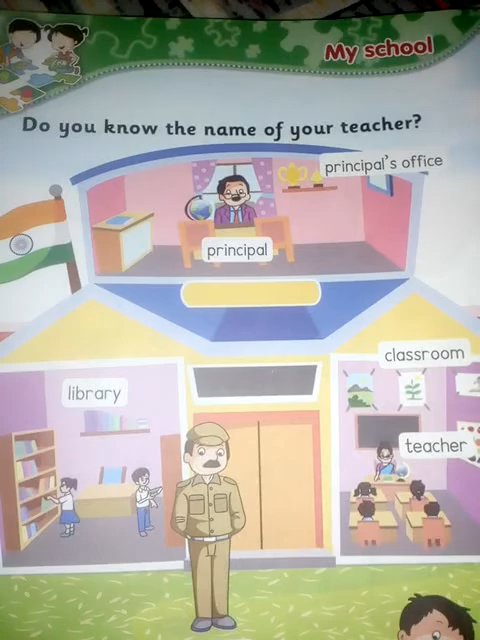 My school
Do you know the name of your teacher?
principal's office
principal
classroom
library
teacher